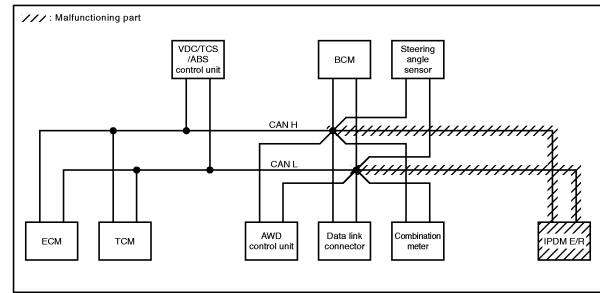 /// : Malfunctioning part
VDC/TCS
/ABS
control unit
BCM
Steering
angle
sensor
CAN H
CAN L
ECM
TCM
AWD
control unit
Data link
connector
Combination
meter
IPDM E/R